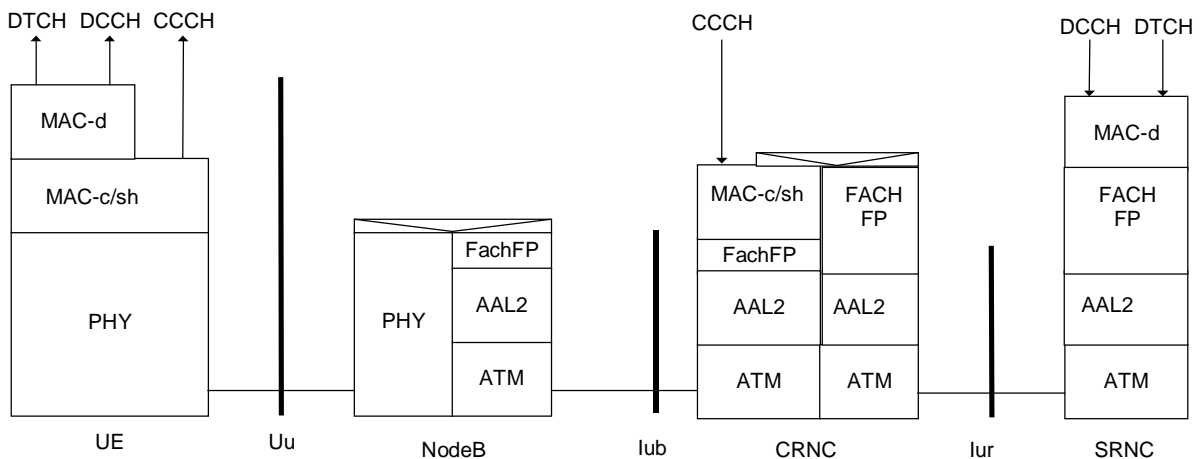 DTCH DCCH CCCH
CCCH
DCCH DTCH
MAC-d
MAC-d
MAC-c/sh
MAC-c/sh
FACH
FP
FACH
FP
FachFP
FachFP
PHY
PHY
AAL2
AAL2
AAL2
AAL2
ATM
ATM
ATM
ATM
UE
Uu
NodeB
Iub
CRNC
Iur
SRNC